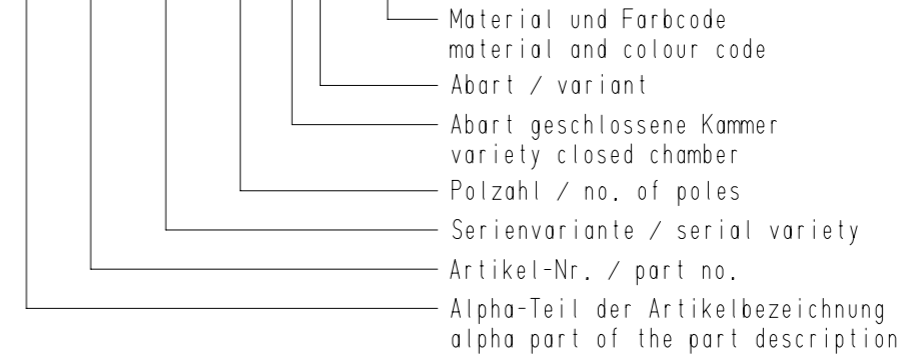 Material und Farbcode
material and colour code
Abart / variant
Abart geschlossene Kammer
variety closed chamber
Polzahl / no. of poles
Serienvariante / serial variety
Artikel-Nr. / part no.
Alpha-Teil der Artikelbezeichnung
alpha part of the part description